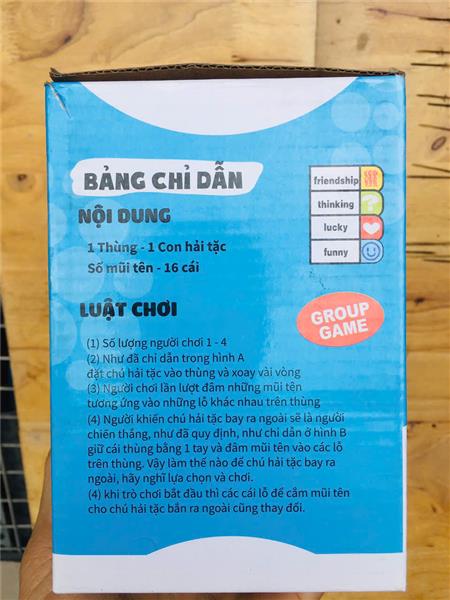 BẢNG CHỈ DẪN
NỘI DUNG
1 Thùng - 1 Con hải tặc
Số mũi tên - 16 cái
friendship
thinking
?
lucky
funny
GROUP
GAME
LUẬT CHƠI
(1) Số lượng người chơi 1 - 4
(2) Như đã chỉ dẫn trong hình A
đặt chú hải tặc vào thùng và xoay vài vòng
(3) Người chơi lần lượt đâm những mũi tên
tương ứng vào những lỗ khác nhau trên thùng
(4) Người khiến chú hải tặc bay ra ngoài sẽ là người
chiến thắng, như đã quy định, như chỉ dẫn ở hình B
giữ cái thùng bằng 1 tay và đâm mũi tên vào các lỗ
trên thùng. Vậy làm thế nào để chú hải tặc bay ra
ngoài, hãy nghĩ lựa chọn và chơi.
(4) khi trò chơi bắt đầu thì các cái lỗ để cắm mũi tên
cho chú hải tặc bắn ra ngoài cũng thay đổi.